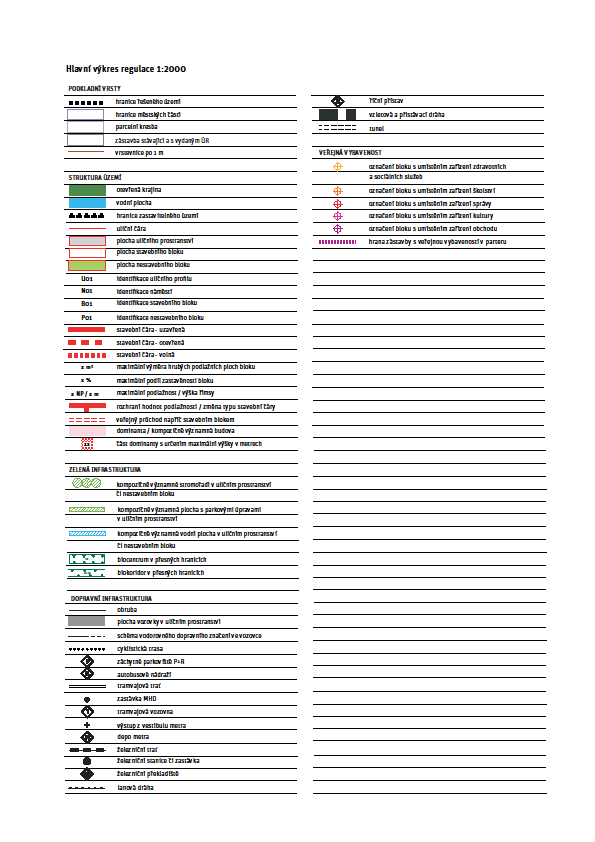 Hlavní výkres regulace 1:2000
PODKLADNÍ VRSTY
hranice řešeného území
hranice městských částí
parcelní kresba
zástavba stávající a s vydaným ÚR
vrstevnice po 1 m
STRUKTURA ÚZEMÍ
otevřená krajina
vodní plocha
hranice zastavitelného území
uliční čára
plocha uličního prostranství
plocha stavebního bloku
plocha nestavebního bloku
U01 identifikace uličního profilu
N01 identifikace náměstí
B01 identifikace stavebního bloku
P01 identifikace nestavebního bloku
stavební čára - uzavřená
stavební čára - otevřená
stavební čára - volná
x m² maximální výměra hrubých podlažních ploch bloku
x % maximální podíl zastavěnosti bloku
x NP / x m maximální podlažnost / výška římsy
rozhraní hodnot podlažnosti / změna typu stavební čáry
veřejný průchod napříč stavebním blokem
dominanta / kompozičně významná budova
xx část dominanty s určením maximální výšky v metrech
ZELENÁ INFRASTRUKTURA
kompozičně významné stromořadí v uličním prostranství
či nestavebním bloku
kompozičně významná plocha s parkovými úpravami
v uličním prostranství
kompozičně významná vodní plocha v uličním prostranství
či nestavebním bloku
biocentrum v přesných hranicích
biokoridor v přesných hranicích
DOPRAVNÍ INFRASTRUKTURA
obruba
plocha vozovky v uličním prostranství
schéma vodorovného dopravního značení ve vozovce
cyklistická trasa
záchytné parkoviště P+R
autobusové nádraží
tramvajová trať
zastávka MHD
tramvajová vozovna
výstup z vestibulu metra
depo metra
železniční trať
železniční stanice či zastávka
železniční překladiště
lanová dráha
říční přístav
vzletová a přistávací dráha
tunel
VEŘEJNÁ VYBAVENOST
označení bloku s umístěním zařízení zdravotních
a sociálních služeb
označení bloku s umístěním zařízení školství
označení bloku s umístěním zařízení správy
označení bloku s umístěním zařízení kultury
označení bloku s umístěním zařízení obchodu
hrana zástavby s veřejnou vybaveností v parteru